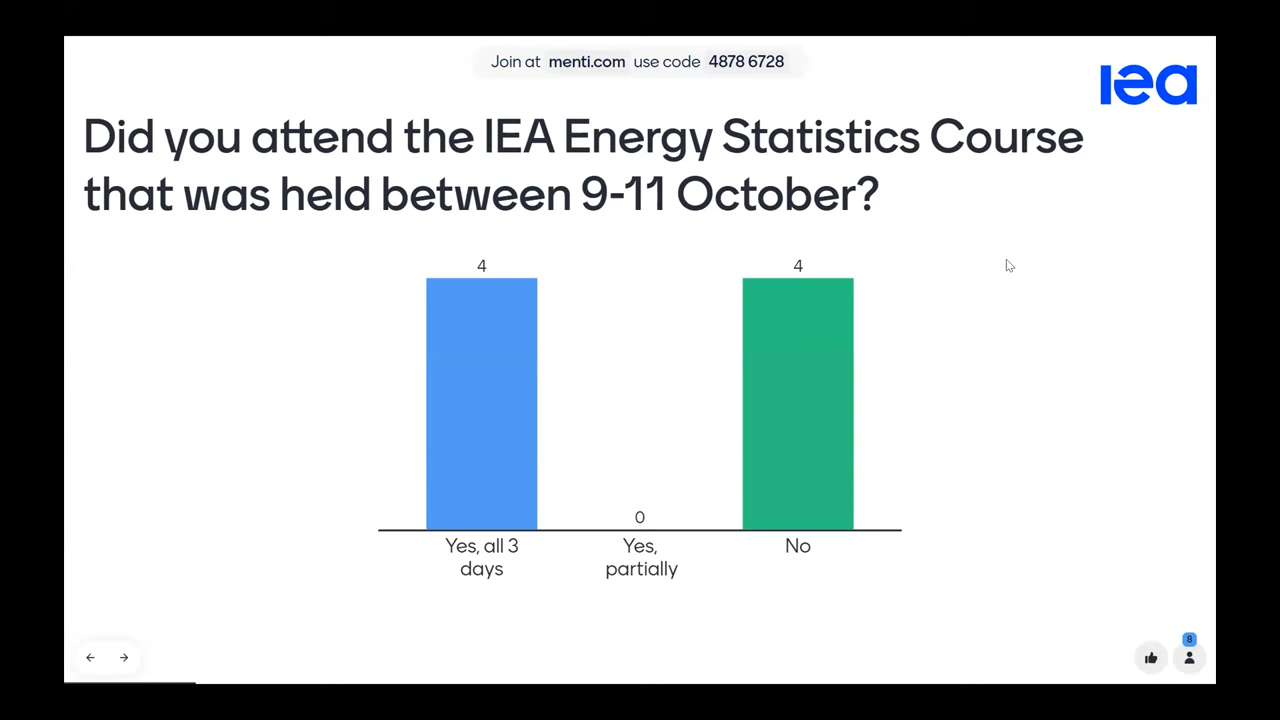 Join at menti.com use code 4878 6728
iea
Did you attend the IEA Energy Statistics Course
that was held between 9-11 October?
4
4
0
Yes, all 3
days
Yes,
partially
No
8